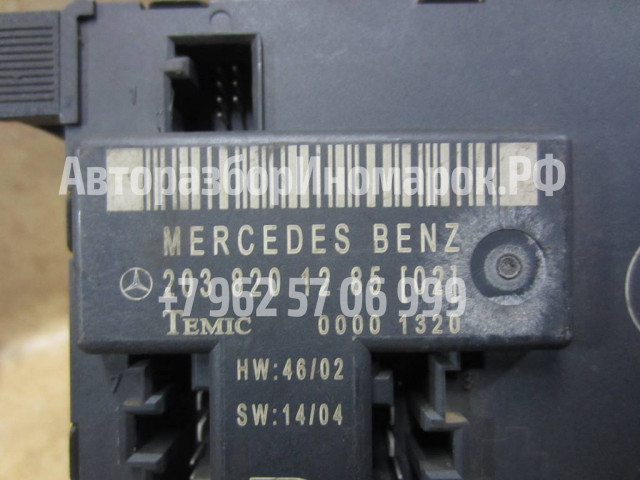 АвторазборИномарок.РФ
MERCEDES BENZ
203 820 12 85 [02]
+7 962 57 06 999
TEMIC 0000 1320
HW:46/02
SW:14/04